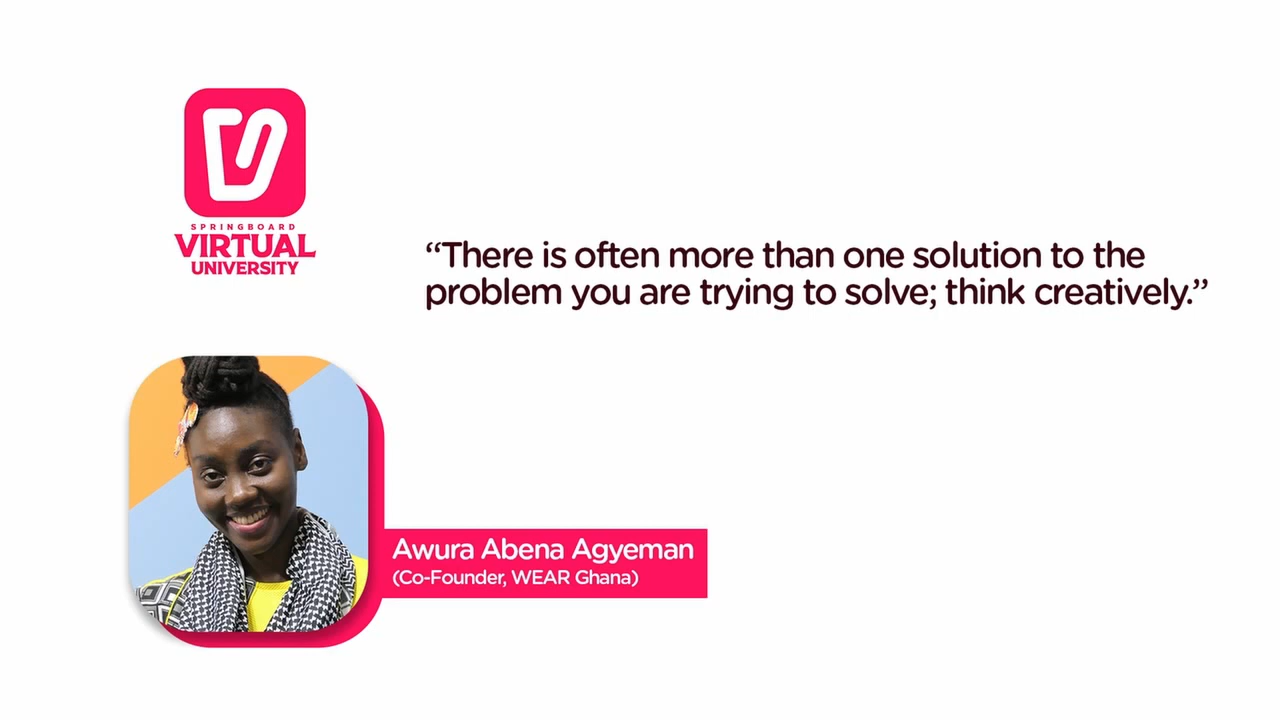 SPRINGBOARD
VIRTUAL
UNIVERSITY
“There is often more than one solution to the
problem you are trying to solve; think creatively.”
Awura Abena Agyeman
(Co-Founder, WEAR Ghana)